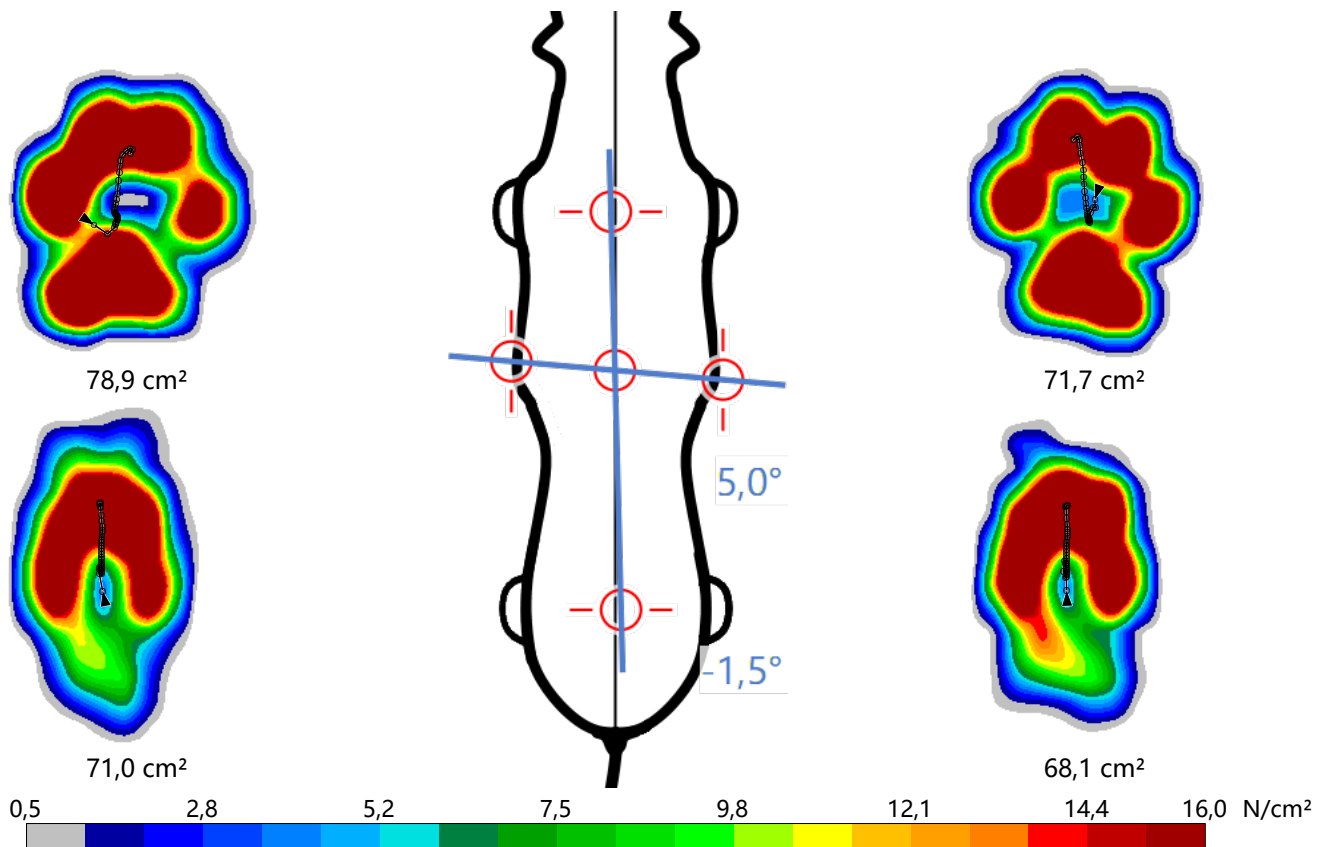 78,9 cm²
71,7 cm²
5,0°
-1,5°
71,0 cm²
68,1 cm²
0,5 2,8 5,2 7,5 9,8 12,1 14,4 16,0 N/cm²